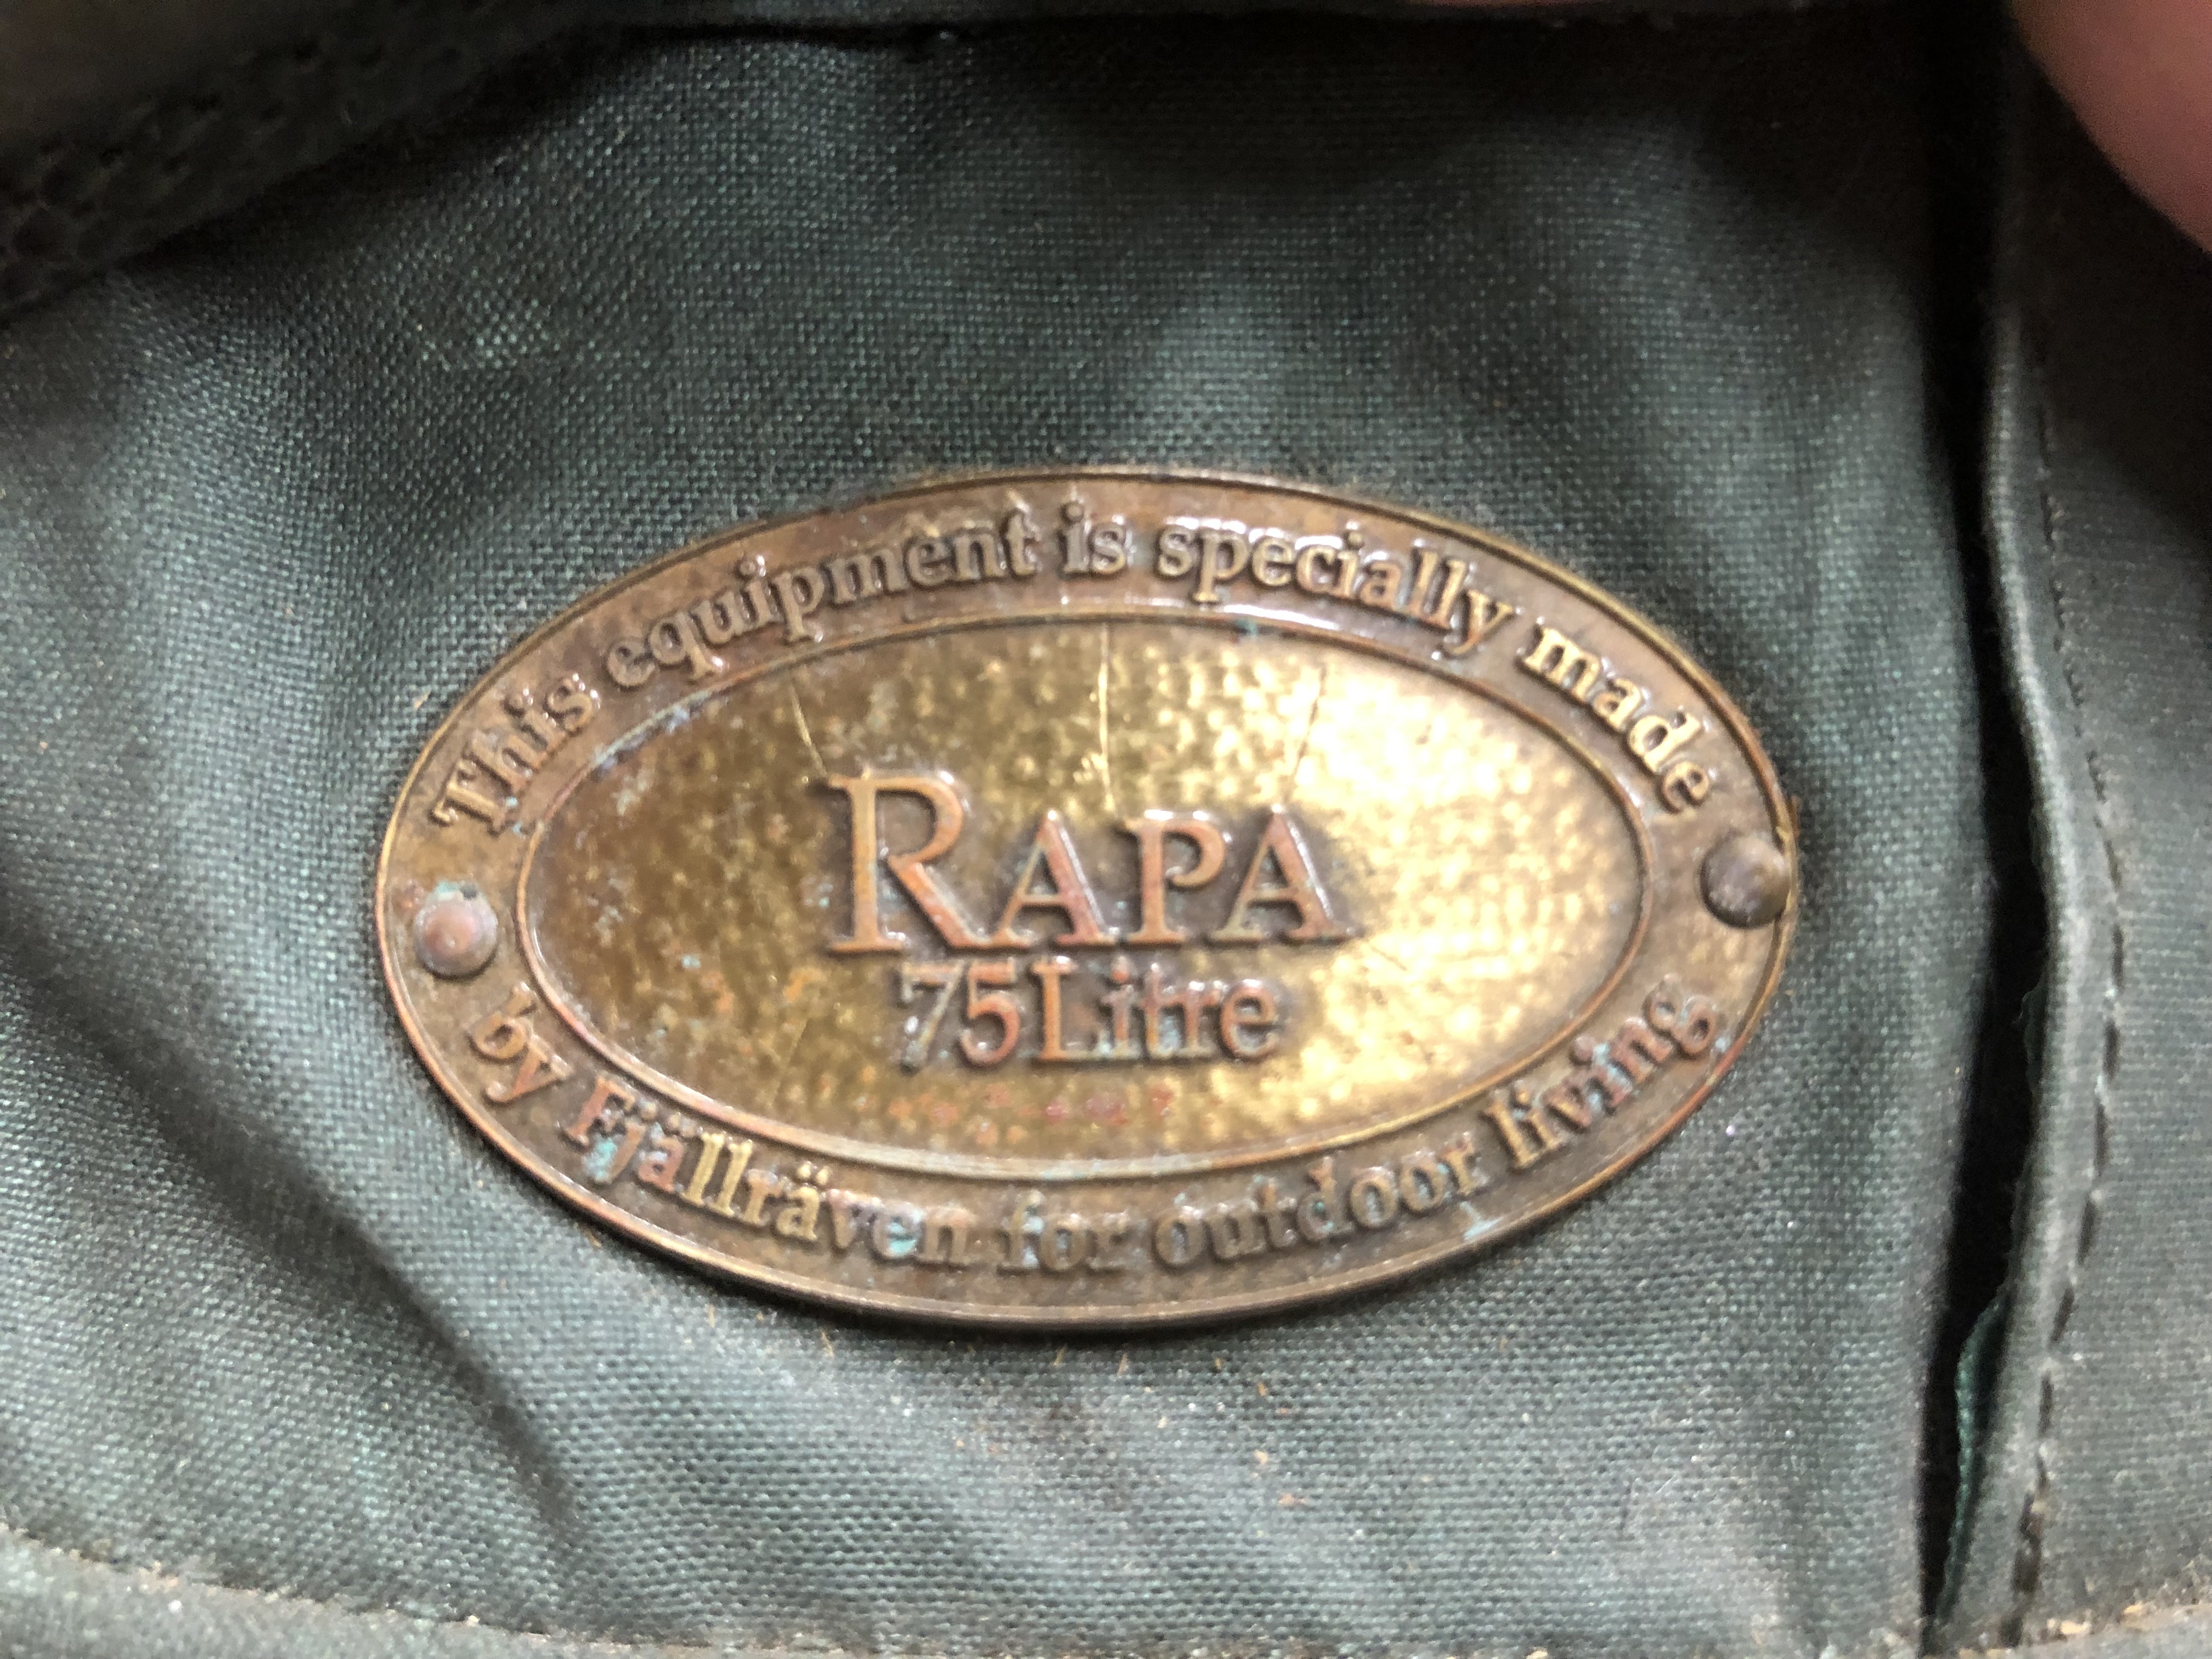 This equipment is specially made
RAPA
75Litre
by Fjällräven for outdoor living